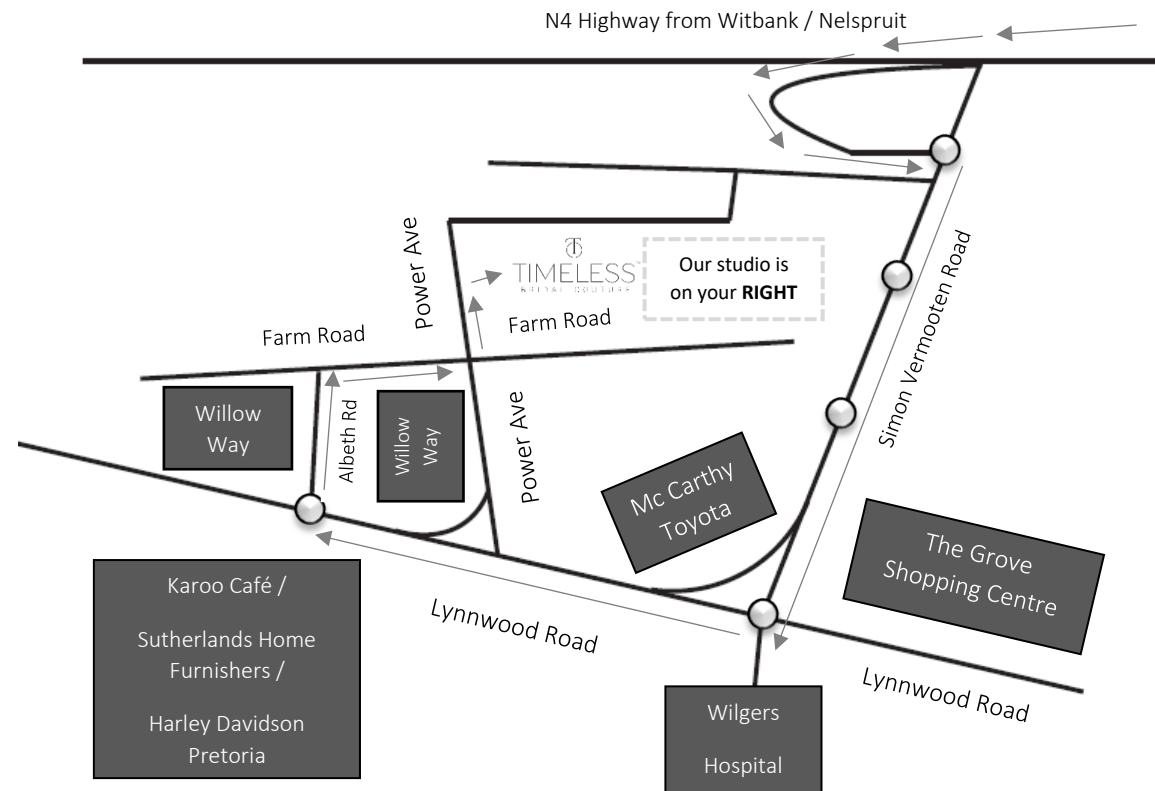 N4 Highway from Witbank / Nelspruit
Power Ave
TIMELESS
BRIDAL COUTURE
Our studio is
on your RIGHT
Farm Road
Farm Road
Simon Vermooten Road
Willow
Way
Albeth Rd
Willow
Way
Power Ave
Mc Carthy
Toyota
The Grove
Shopping Centre
Karoo Café /
Sutherlands Home
Furnishers /
Harley Davidson
Pretoria
Lynnwood Road
Lynnwood Road
Wilgers
Hospital